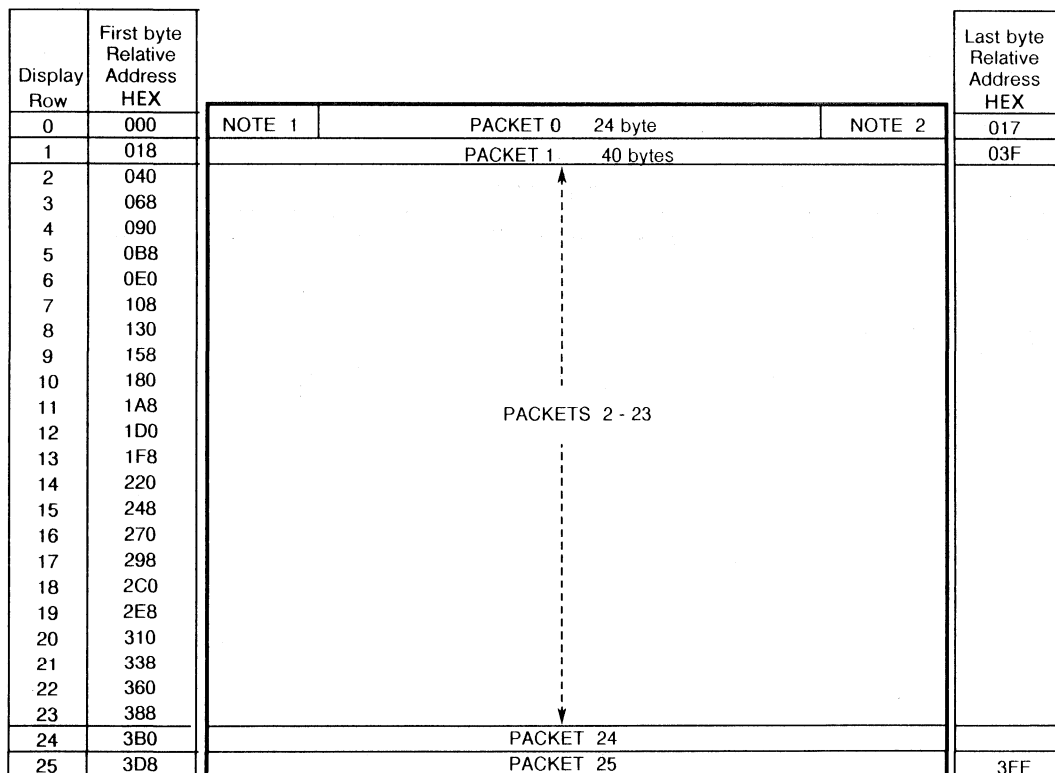 Display Row
First byte Relative Address HEX
Last byte Relative Address HEX
0 000 NOTE 1 PACKET 0 24 byte NOTE 2 017
1 018 PACKET 1 40 bytes 03F
2 040
3 068
4 090
5 0B8
6 0E0
7 108
8 130
9 158
10 180
11 1A8 PACKETS 2 - 23
12 1D0
13 1F8
14 220
15 248
16 270
17 298
18 2C0
19 2E8
20 310
21 338
22 360
23 388
24 3B0 PACKET 24
25 3D8 PACKET 25 3FF